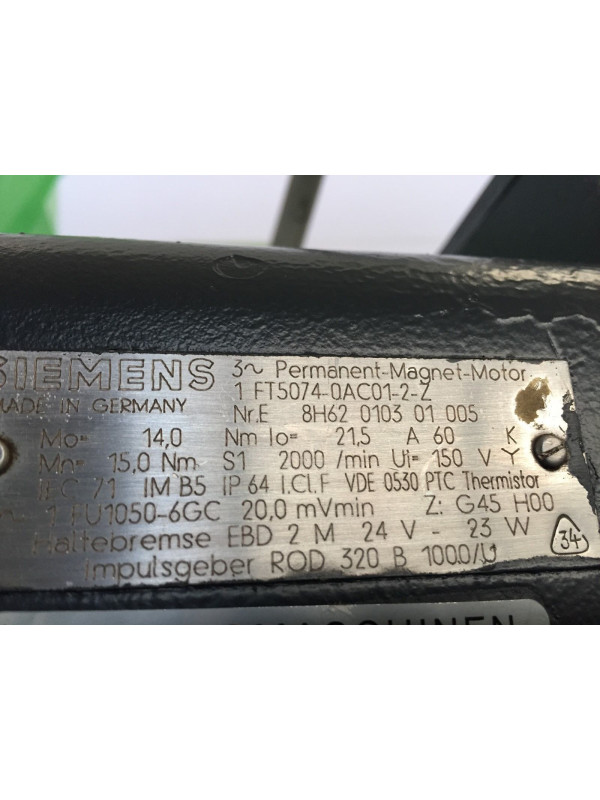 SIEMENS 3~ Permanent-Magnet-Motor
1 FT5074-0AC01-2-Z
MADE IN GERMANY Nr.E 8H62 0103 01 005
Mo= 14,0 Nm Io= 21,5 A 60 K
Mn= 15,0 Nm S1 2000 /min Ui= 150 V Y
IEC 71 IM B5 IP 64 I.Cl.F VDE 0530 PTC Thermistor
~ 1 FU1050-6GC 20,0 mVmin Z: G45 H00
Haltebremse EBD 2 M 24 V - 23 W
Impulsgeber ROD 320 B 1000/U
34